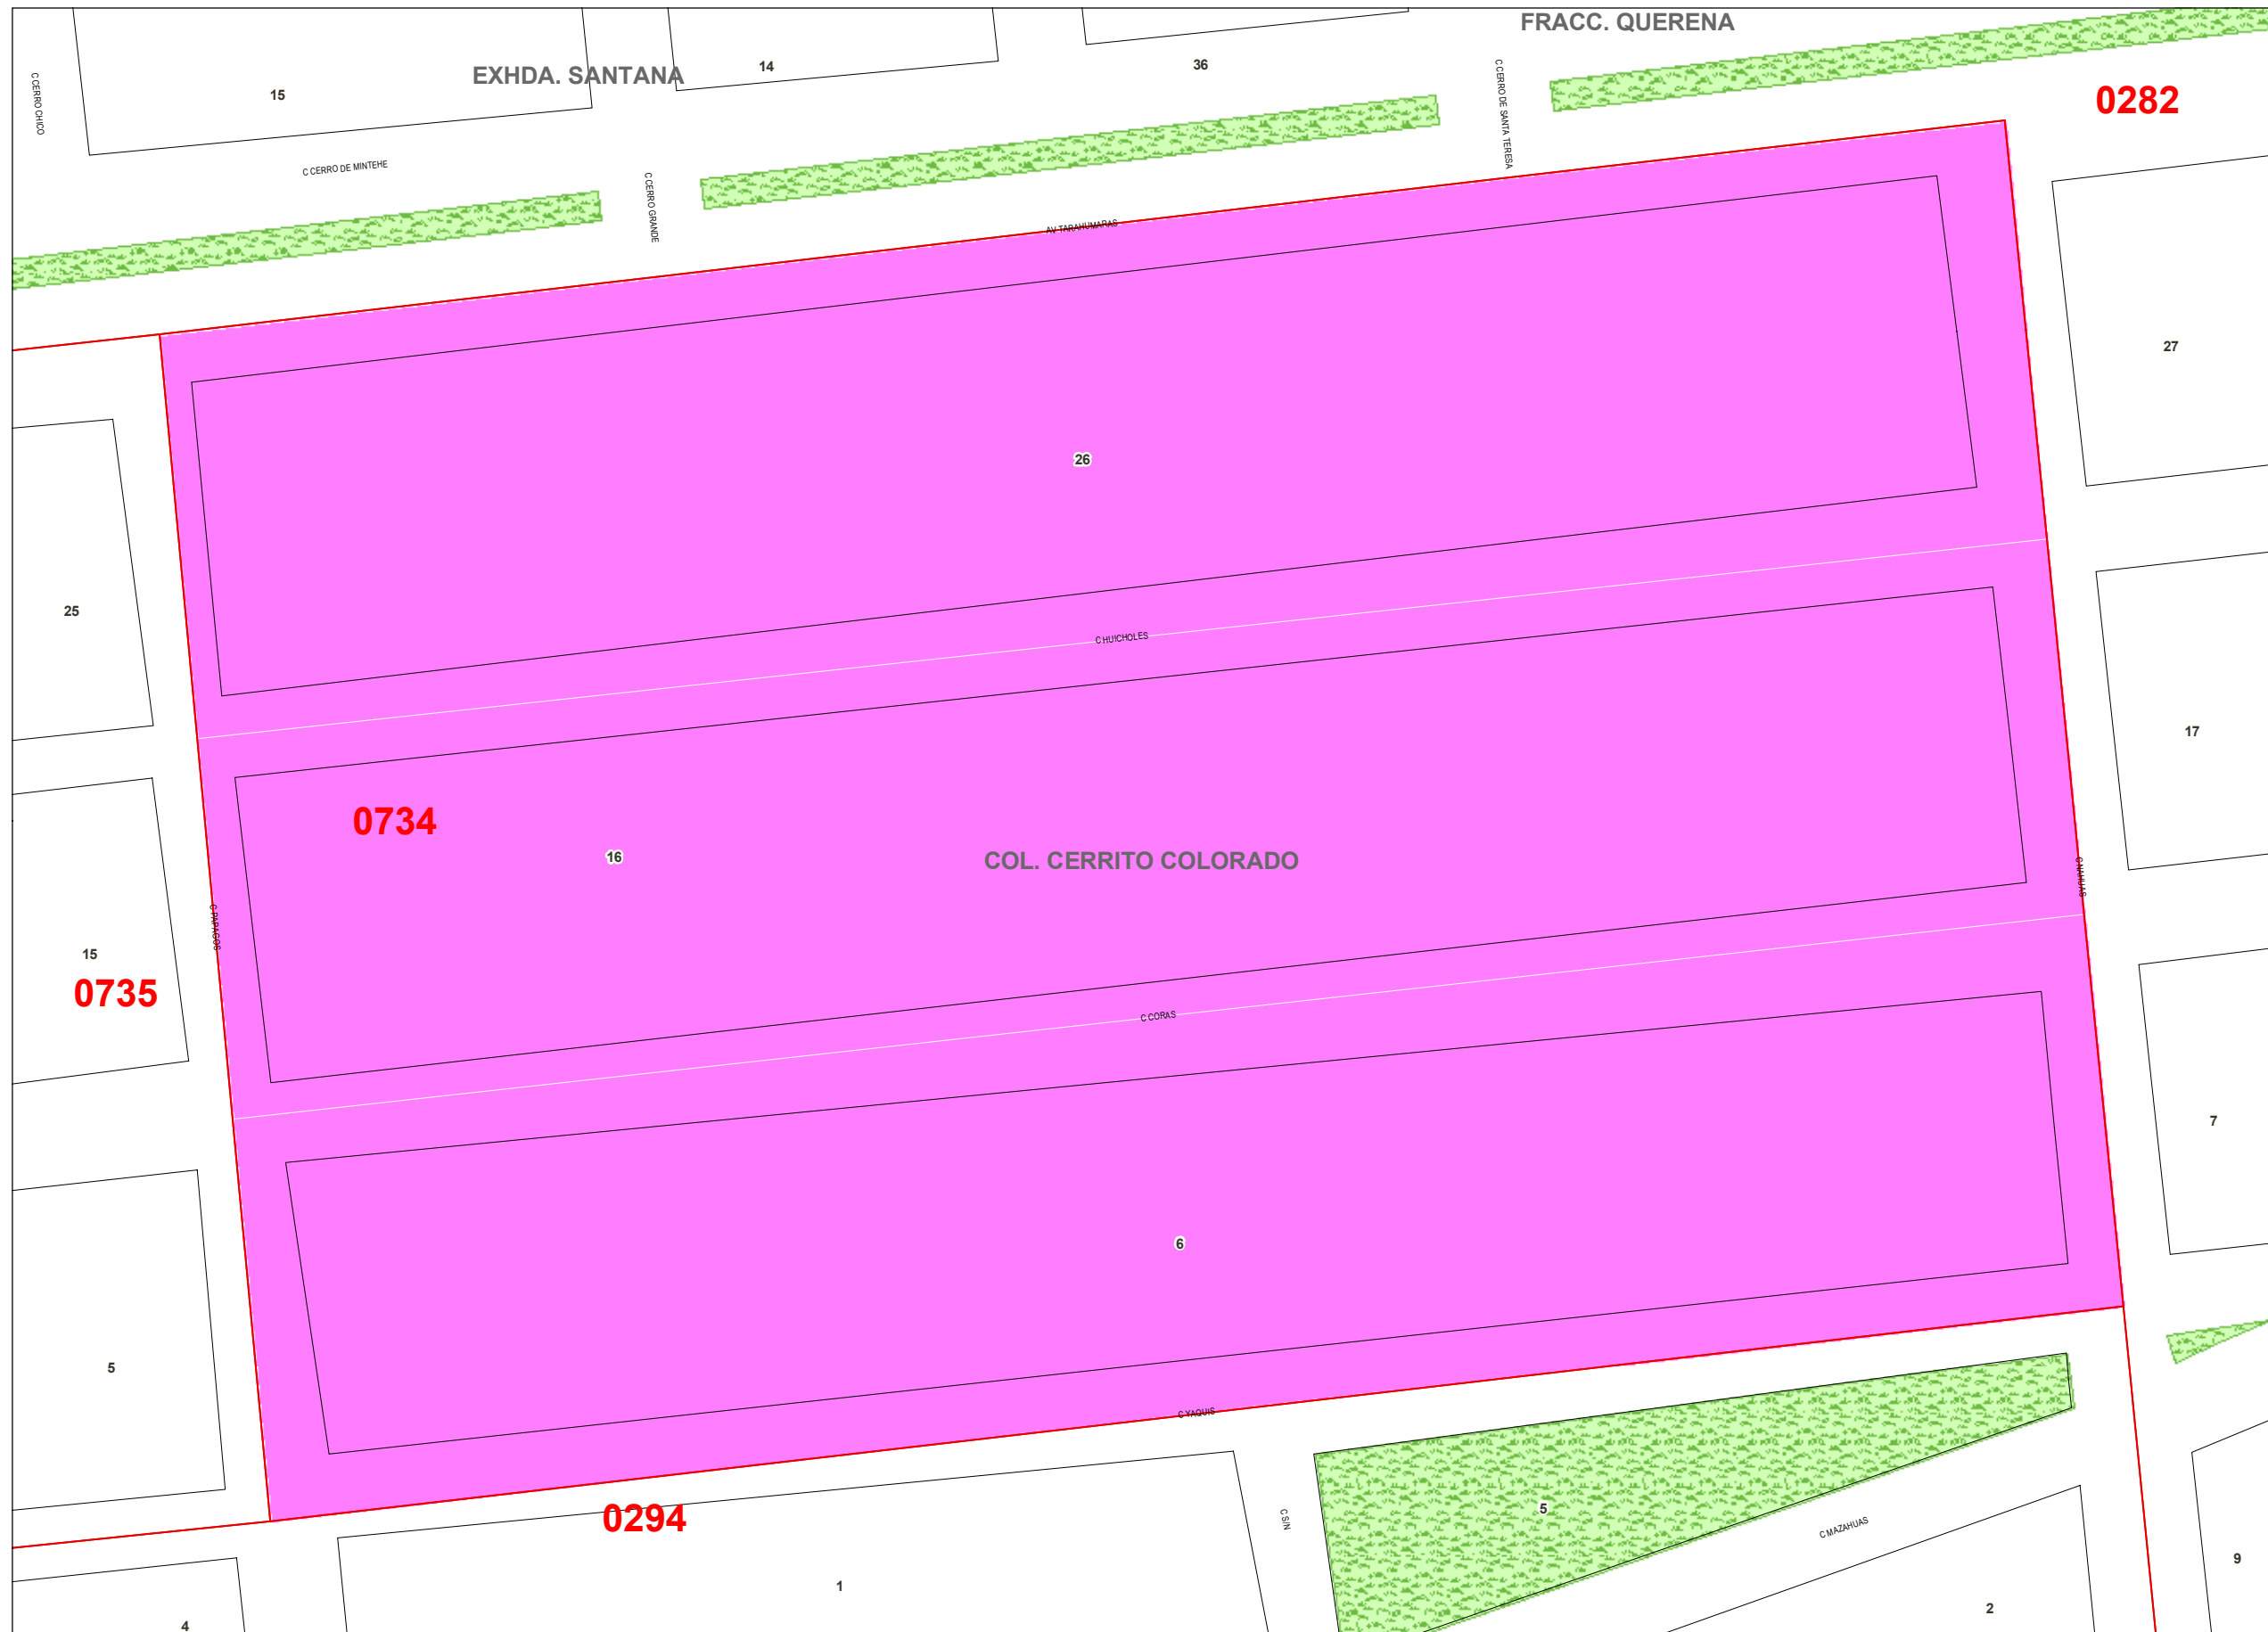 FRACC. QUERENA
EXHDA. SANTANA
14
36
15
C CERRO CHICO
0282
C CERRO DE SANTA TERESA
C CERRO DE MINTEHE
C CERRO GRANDE
AV TARAHUMARAS
27
26
25
C HUICHOLES
17
0734
16
COL. CERRITO COLORADO
C NAHUAS
C PAPAGOS
15
0735
C CORAS
7
6
5
C YAQUIS
0294
5
C S/N
C MAZAHUAS
9
1
2
4